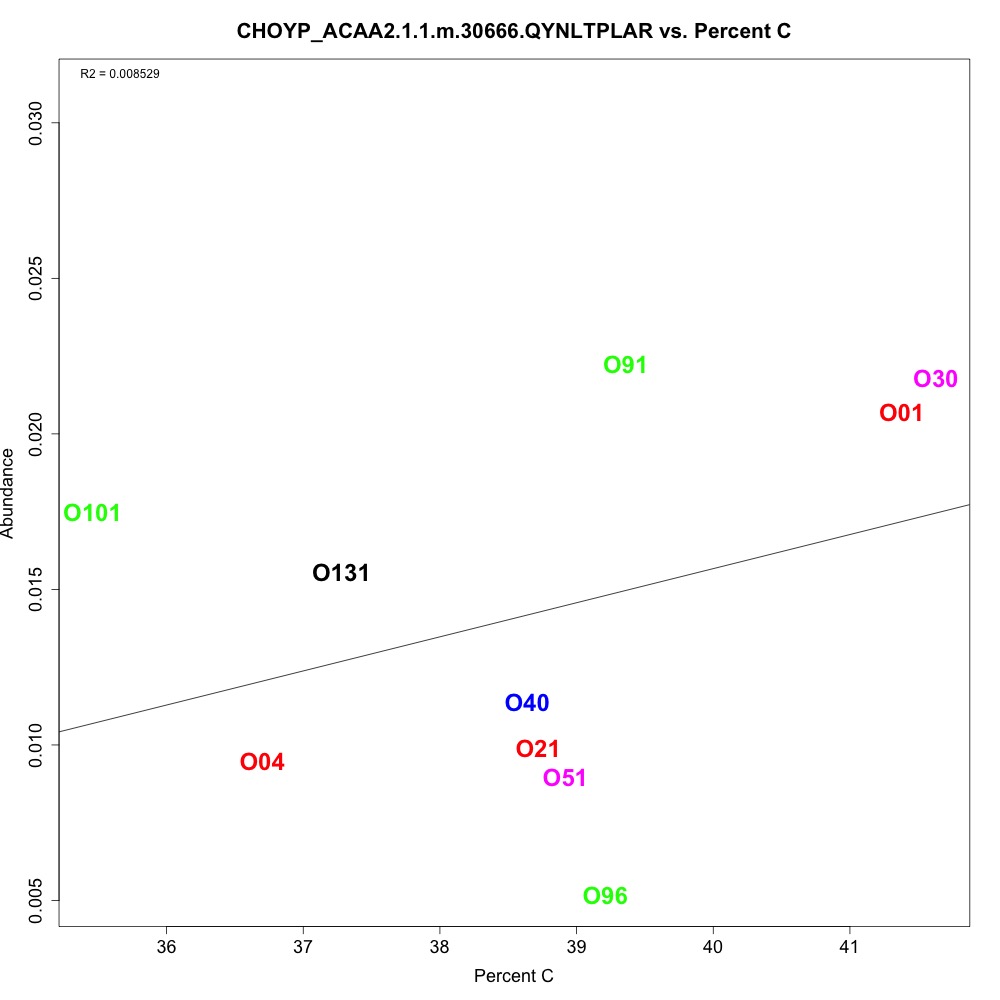 CHOYP_ACAA2.1.1.m.30666.QYNLTPLAR vs. Percent C
R2 = 0.008529
0.030
0.025
O91
O30
O01
0.020
O101
Abundance
O131
0.015
O40
O21
0.010
O04
O51
O96
0.005
36 37 38 39 40 41
Percent C